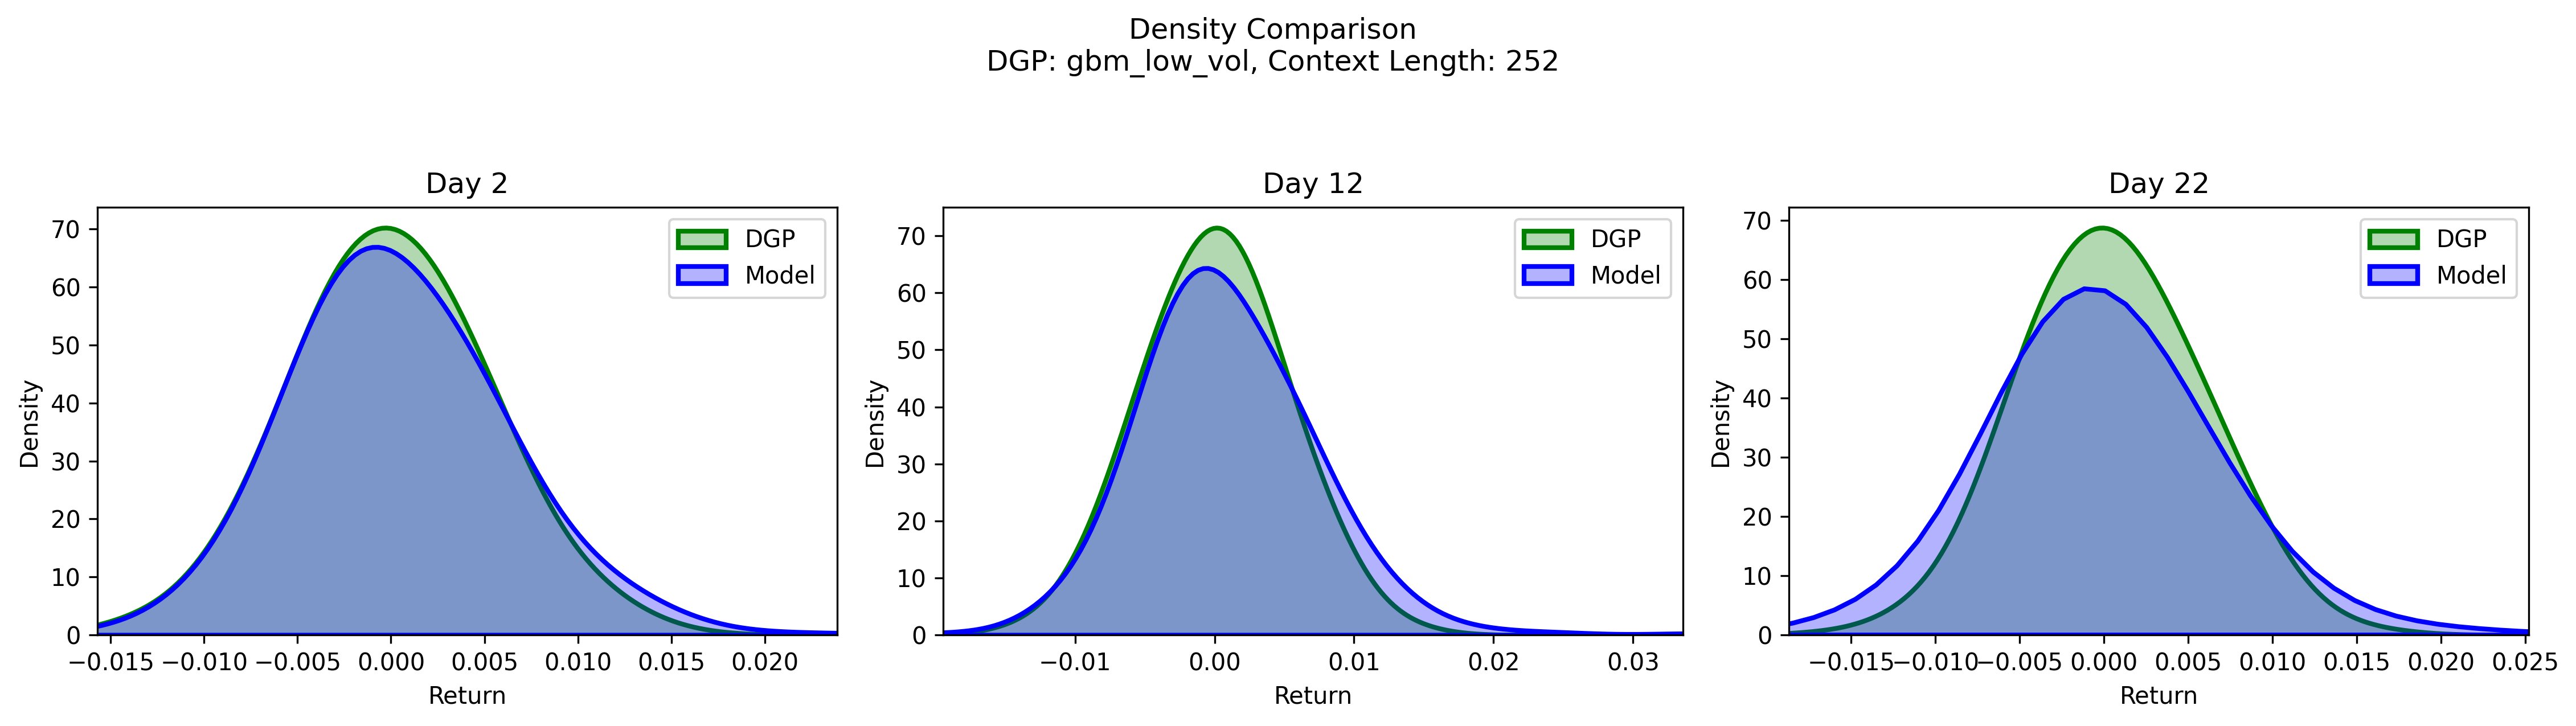 Density Comparison
DGP: gbm_low_vol, Context Length: 252
Day 2
Density
70
60
50
40
30
20
10
0
DGP
Model
−0.015 −0.010 −0.005 0.000 0.005 0.010 0.015 0.020
Return
Day 12
Density
70
60
50
40
30
20
10
0
DGP
Model
−0.01 0.00 0.01 0.02 0.03
Return
Day 22
Density
70
60
50
40
30
20
10
0
DGP
Model
−0.015 −0.010 −0.005 0.000 0.005 0.010 0.015 0.020 0.025
Return